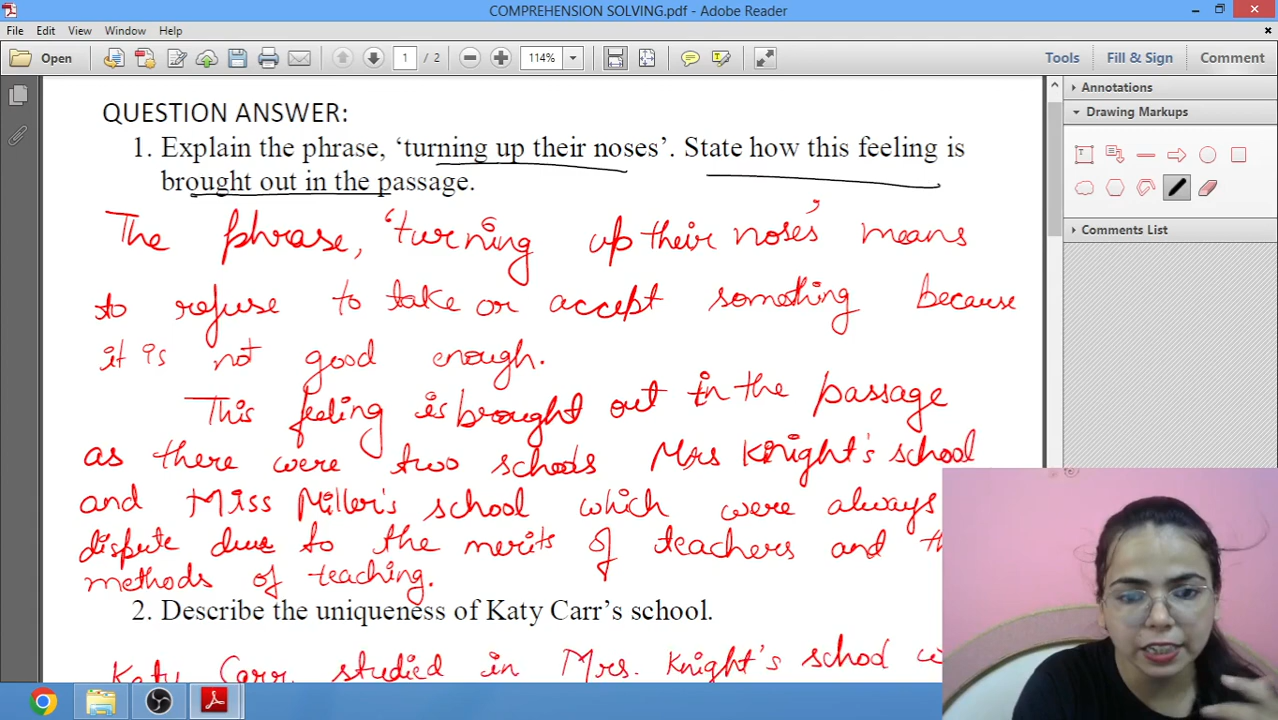 COMPREHENSION SOLVING.pdf - Adobe Reader
File Edit View Window Help
Open 1 / 2 114% Tools Fill & Sign Comment
Annotations
Drawing Markups
Comments List
QUESTION ANSWER:
1. Explain the phrase, ‘turning up their noses’. State how this feeling is
brought out in the passage.
The phrase, 'turning up their noses' means
to refuse to take or accept something because
it is not good enough.
This feeling is brought out in the passage
as there were two schools Mrs Knight's school
and Miss Miller's school which were always
dispute due to the merits of teachers and
methods of teaching.
2. Describe the uniqueness of Katy Carr’s school.
Katy Carr studied in Mrs. Knight's school